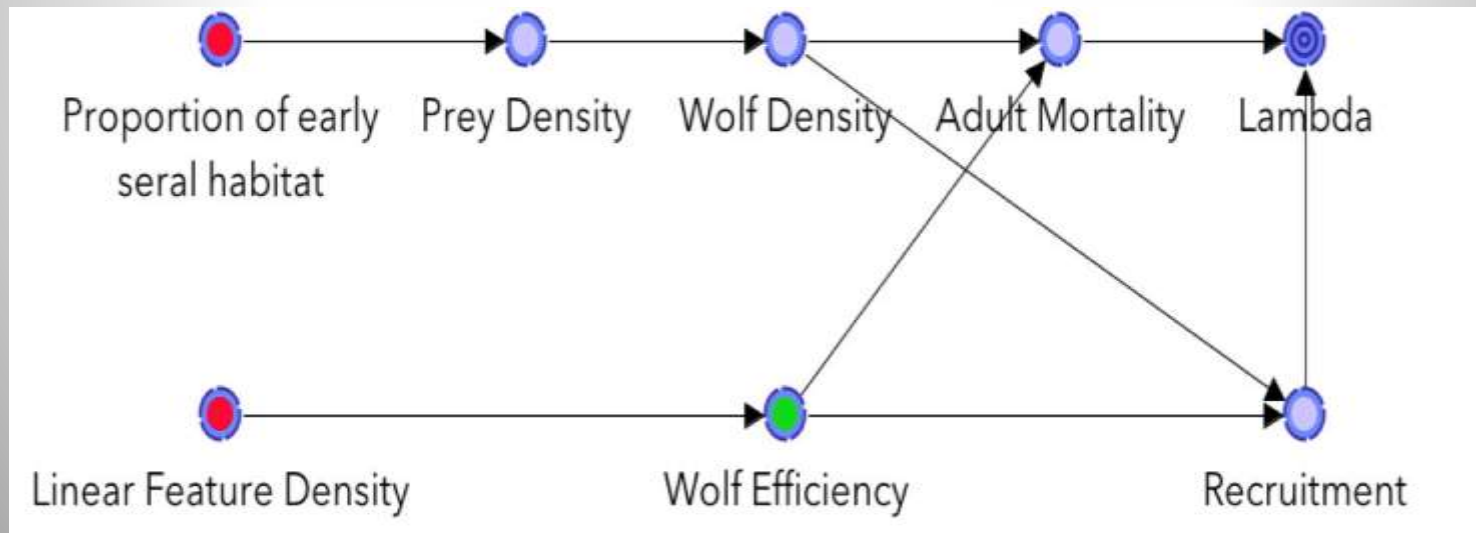 Proportion of early
seral habitat
Prey Density
Wolf Density
Adult Mortality
Lambda
Linear Feature Density
Wolf Efficiency
Recruitment